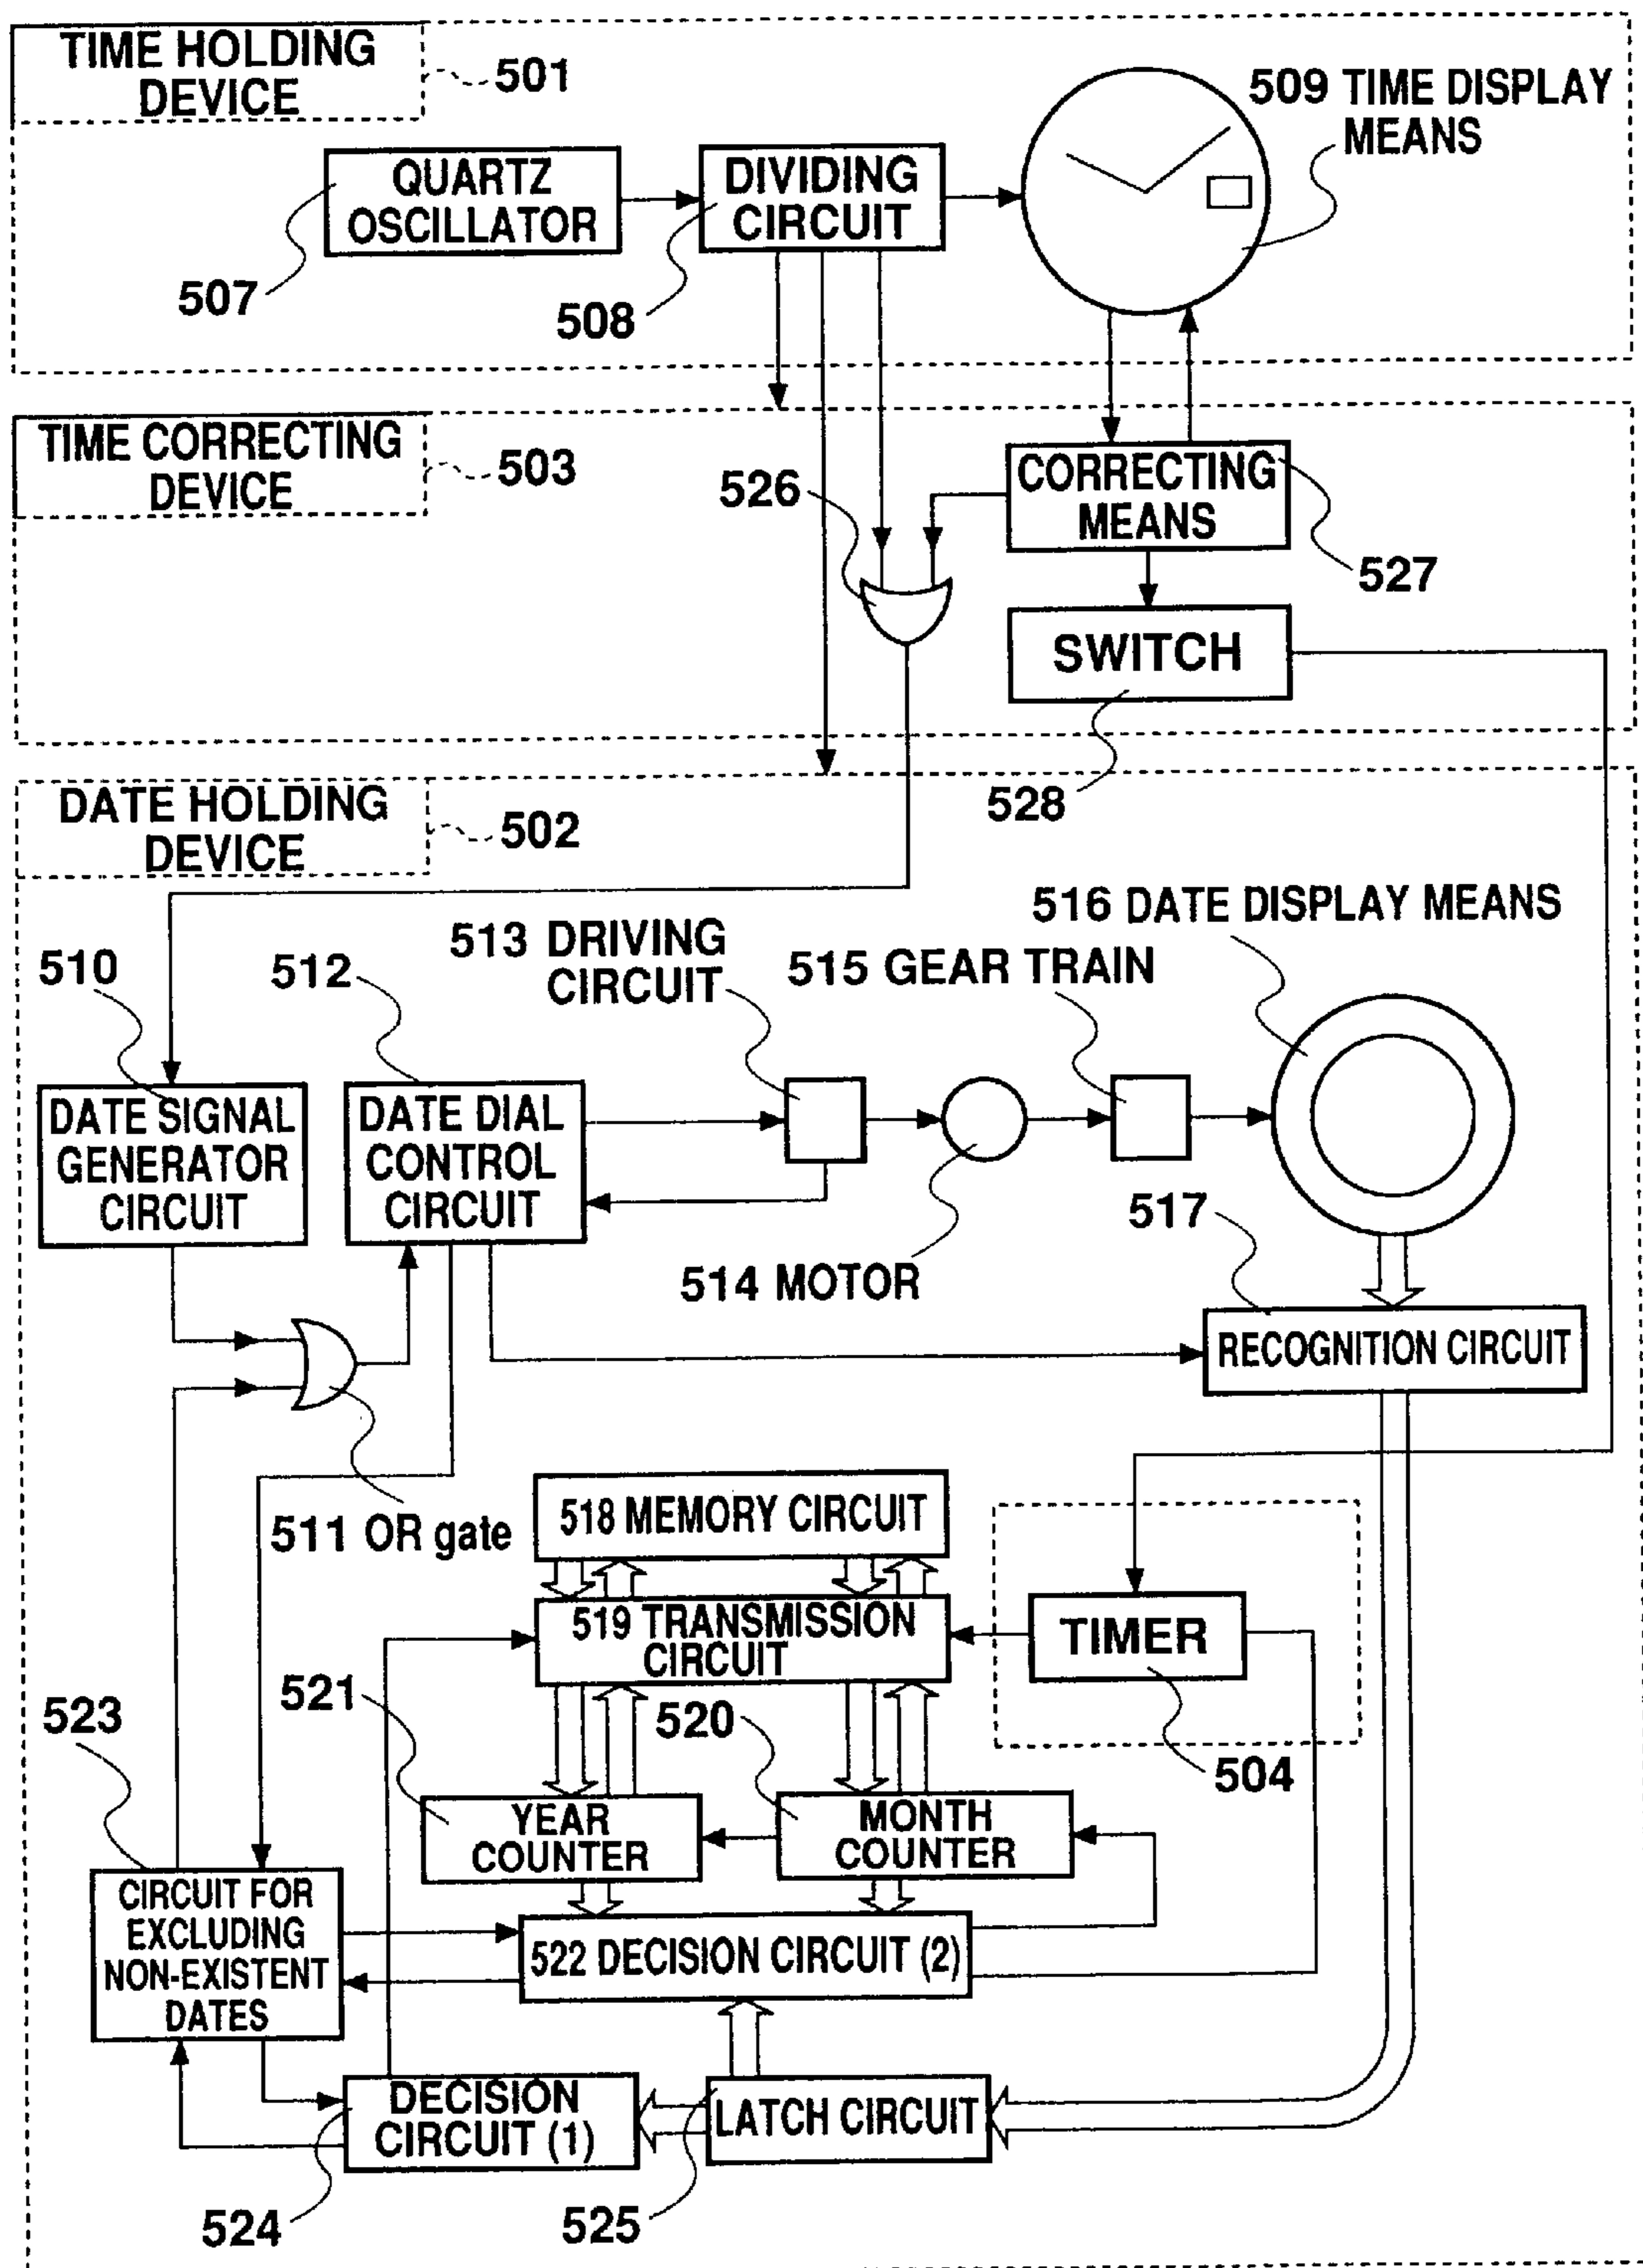 TIME HOLDING
DEVICE
501
509 TIME DISPLAY
MEANS
QUARTZ
OSCILLATOR
DIVIDING
CIRCUIT
507
508
TIME CORRECTING
DEVICE
503
526
CORRECTING
MEANS
527
SWITCH
528
DATE HOLDING
DEVICE
502
516 DATE DISPLAY MEANS
513 DRIVING
CIRCUIT
515 GEAR TRAIN
510
512
DATE SIGNAL
GENERATOR
CIRCUIT
DATE DIAL
CONTROL
CIRCUIT
517
514 MOTOR
RECOGNITION CIRCUIT
511 OR gate
518 MEMORY CIRCUIT
519 TRANSMISSION
CIRCUIT
TIMER
504
521
520
523
YEAR
COUNTER
MONTH
COUNTER
CIRCUIT FOR
EXCLUDING
NON-EXISTENT
DATES
522 DECISION CIRCUIT (2)
DECISION
CIRCUIT (1)
LATCH CIRCUIT
524
525